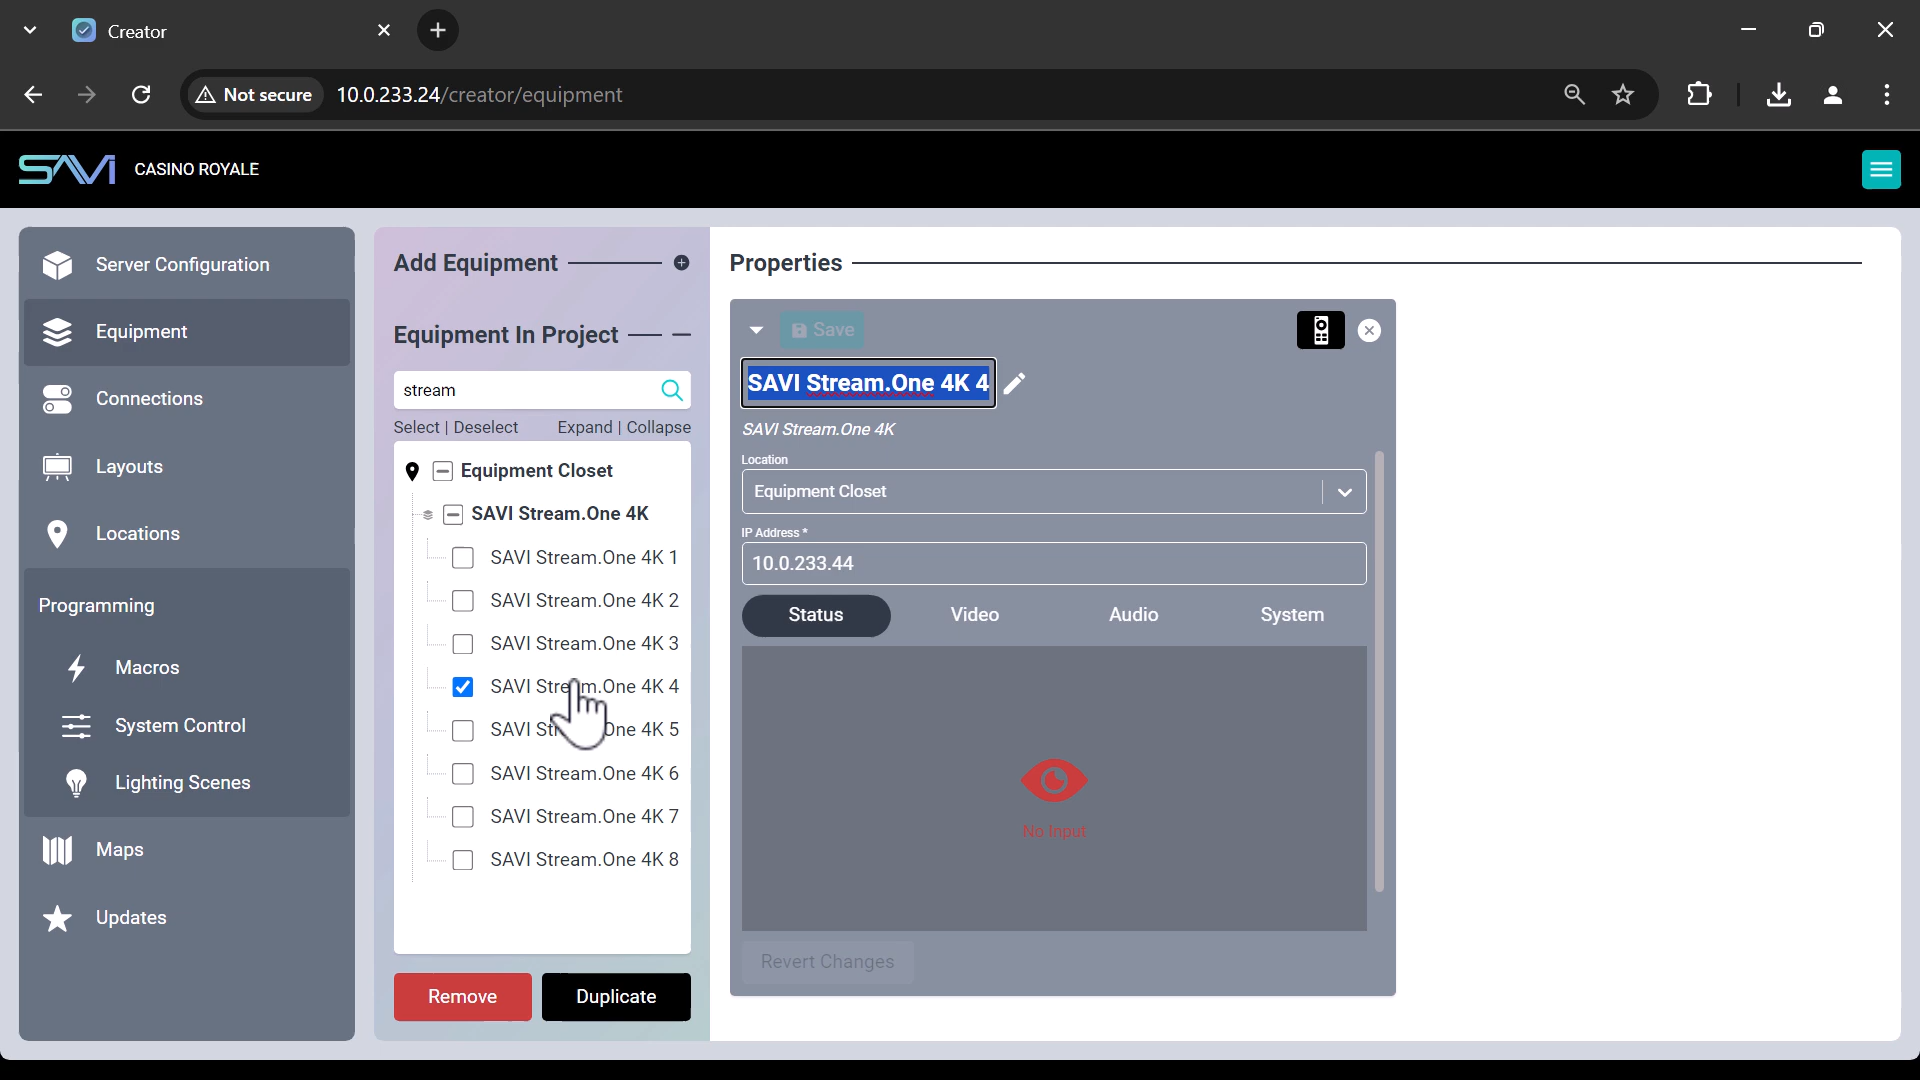 Creator
Not secure 10.0.233.24/creator/equipment
SAVI CASINO ROYALE
Server Configuration
Equipment
Connections
Layouts
Locations
Programming
Macros
System Control
Lighting Scenes
Maps
Updates
Add Equipment
Equipment In Project
stream
Select | Deselect Expand | Collapse
Equipment Closet
SAVI Stream.One 4K
SAVI Stream.One 4K 1
SAVI Stream.One 4K 2
SAVI Stream.One 4K 3
SAVI Stream.One 4K 4
SAVI Stream.One 4K 5
SAVI Stream.One 4K 6
SAVI Stream.One 4K 7
SAVI Stream.One 4K 8
Remove Duplicate
Properties
Save
SAVI Stream.One 4K 4
SAVI Stream.One 4K
Location
Equipment Closet
IP Address *
10.0.233.44
Status Video Audio System
No Input
Revert Changes